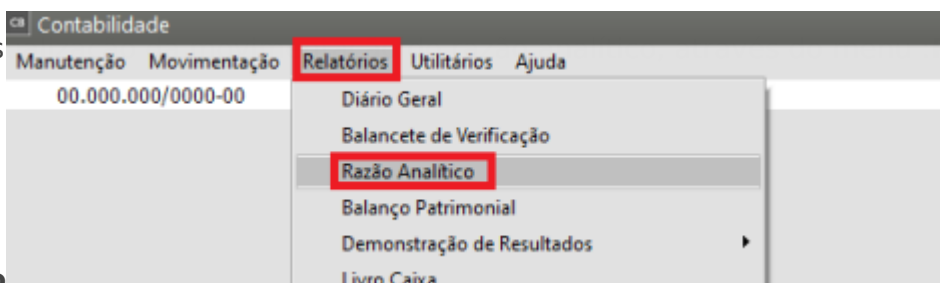 CB Contabilidade
s
Manutenção Movimentação Relatórios Utilitários Ajuda
00.000.000/0000-00
Diário Geral
Balancete de Verificação
Razão Analítico
Balanço Patrimonial
Demonstração de Resultados
Livro Caixa